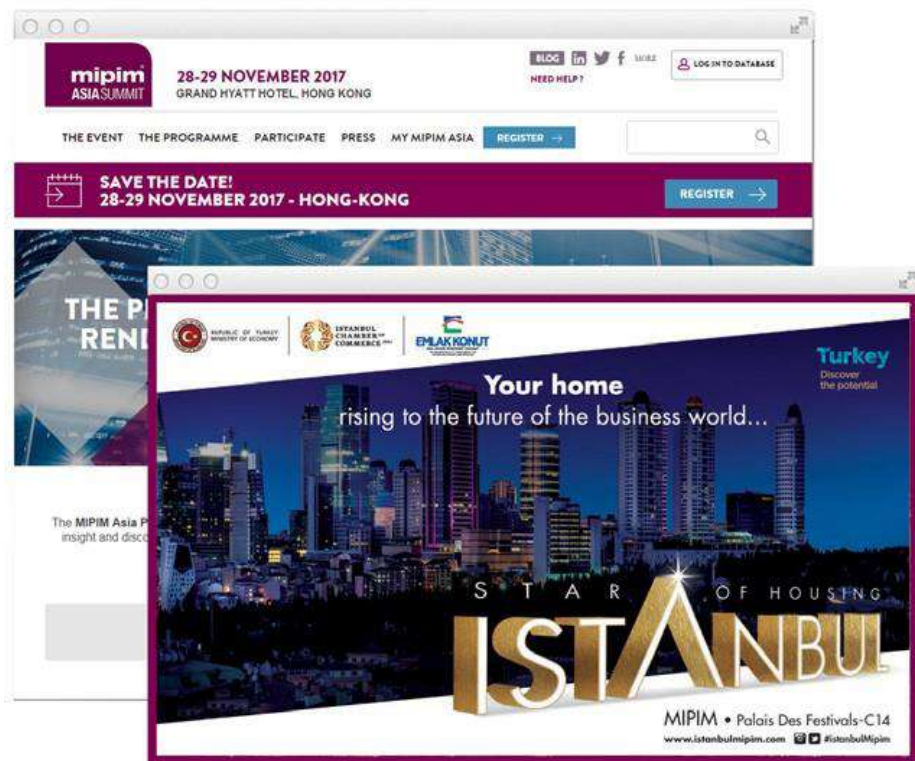 mipim
ASIA SUMMIT
28-29 NOVEMBER 2017
GRAND HYATT HOTEL, HONG KONG
BLOG in f MORE
NEED HELP ?
LOG IN TO DATABASE
THE EVENT THE PROGRAMME PARTICIPATE PRESS MY MIPIM ASIA REGISTER →
SAVE THE DATE!
28-29 NOVEMBER 2017 - HONG-KONG
REGISTER →
THE P
REN
The MIPIM Asia P
insight and disc
REPUBLIC OF TURKEY
MINISTRY OF ECONOMY
ISTANBUL
CHAMBER OF
COMMERCE
EMLAK KONUT
Turkey
Discover
the potential
Your home
rising to the future of the business world...
STAR OF HOUSING
ISTANBUL
MIPIM • Palais Des Festivals-C14
www.istanbulmipim.com #istanbulMipim